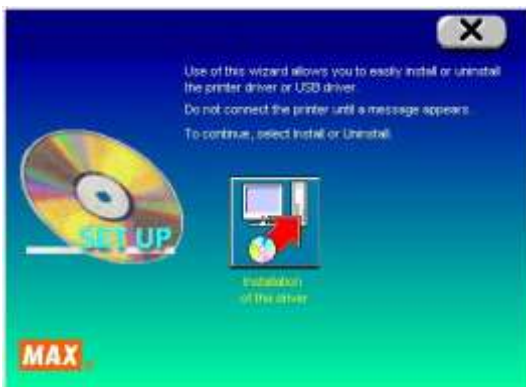 X
Use of this wizard allows you to easily install or uninstall
the printer driver or USB driver.
Do not connect the printer until a message appears.
To continue, select Install or Uninstall.
SET UP
Installation
of the driver
MAX